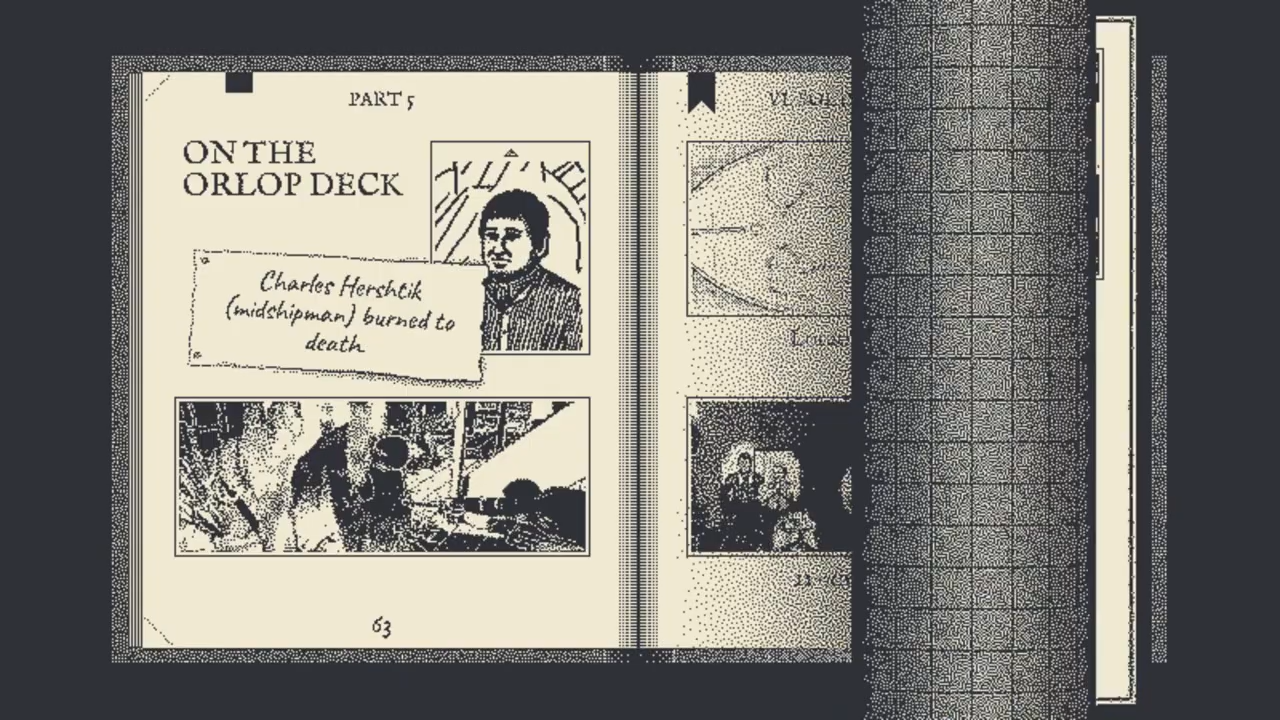 PART 5
ON THE
ORLOP DECK
Charles Hershtik
(midshipman) burned to
death
63